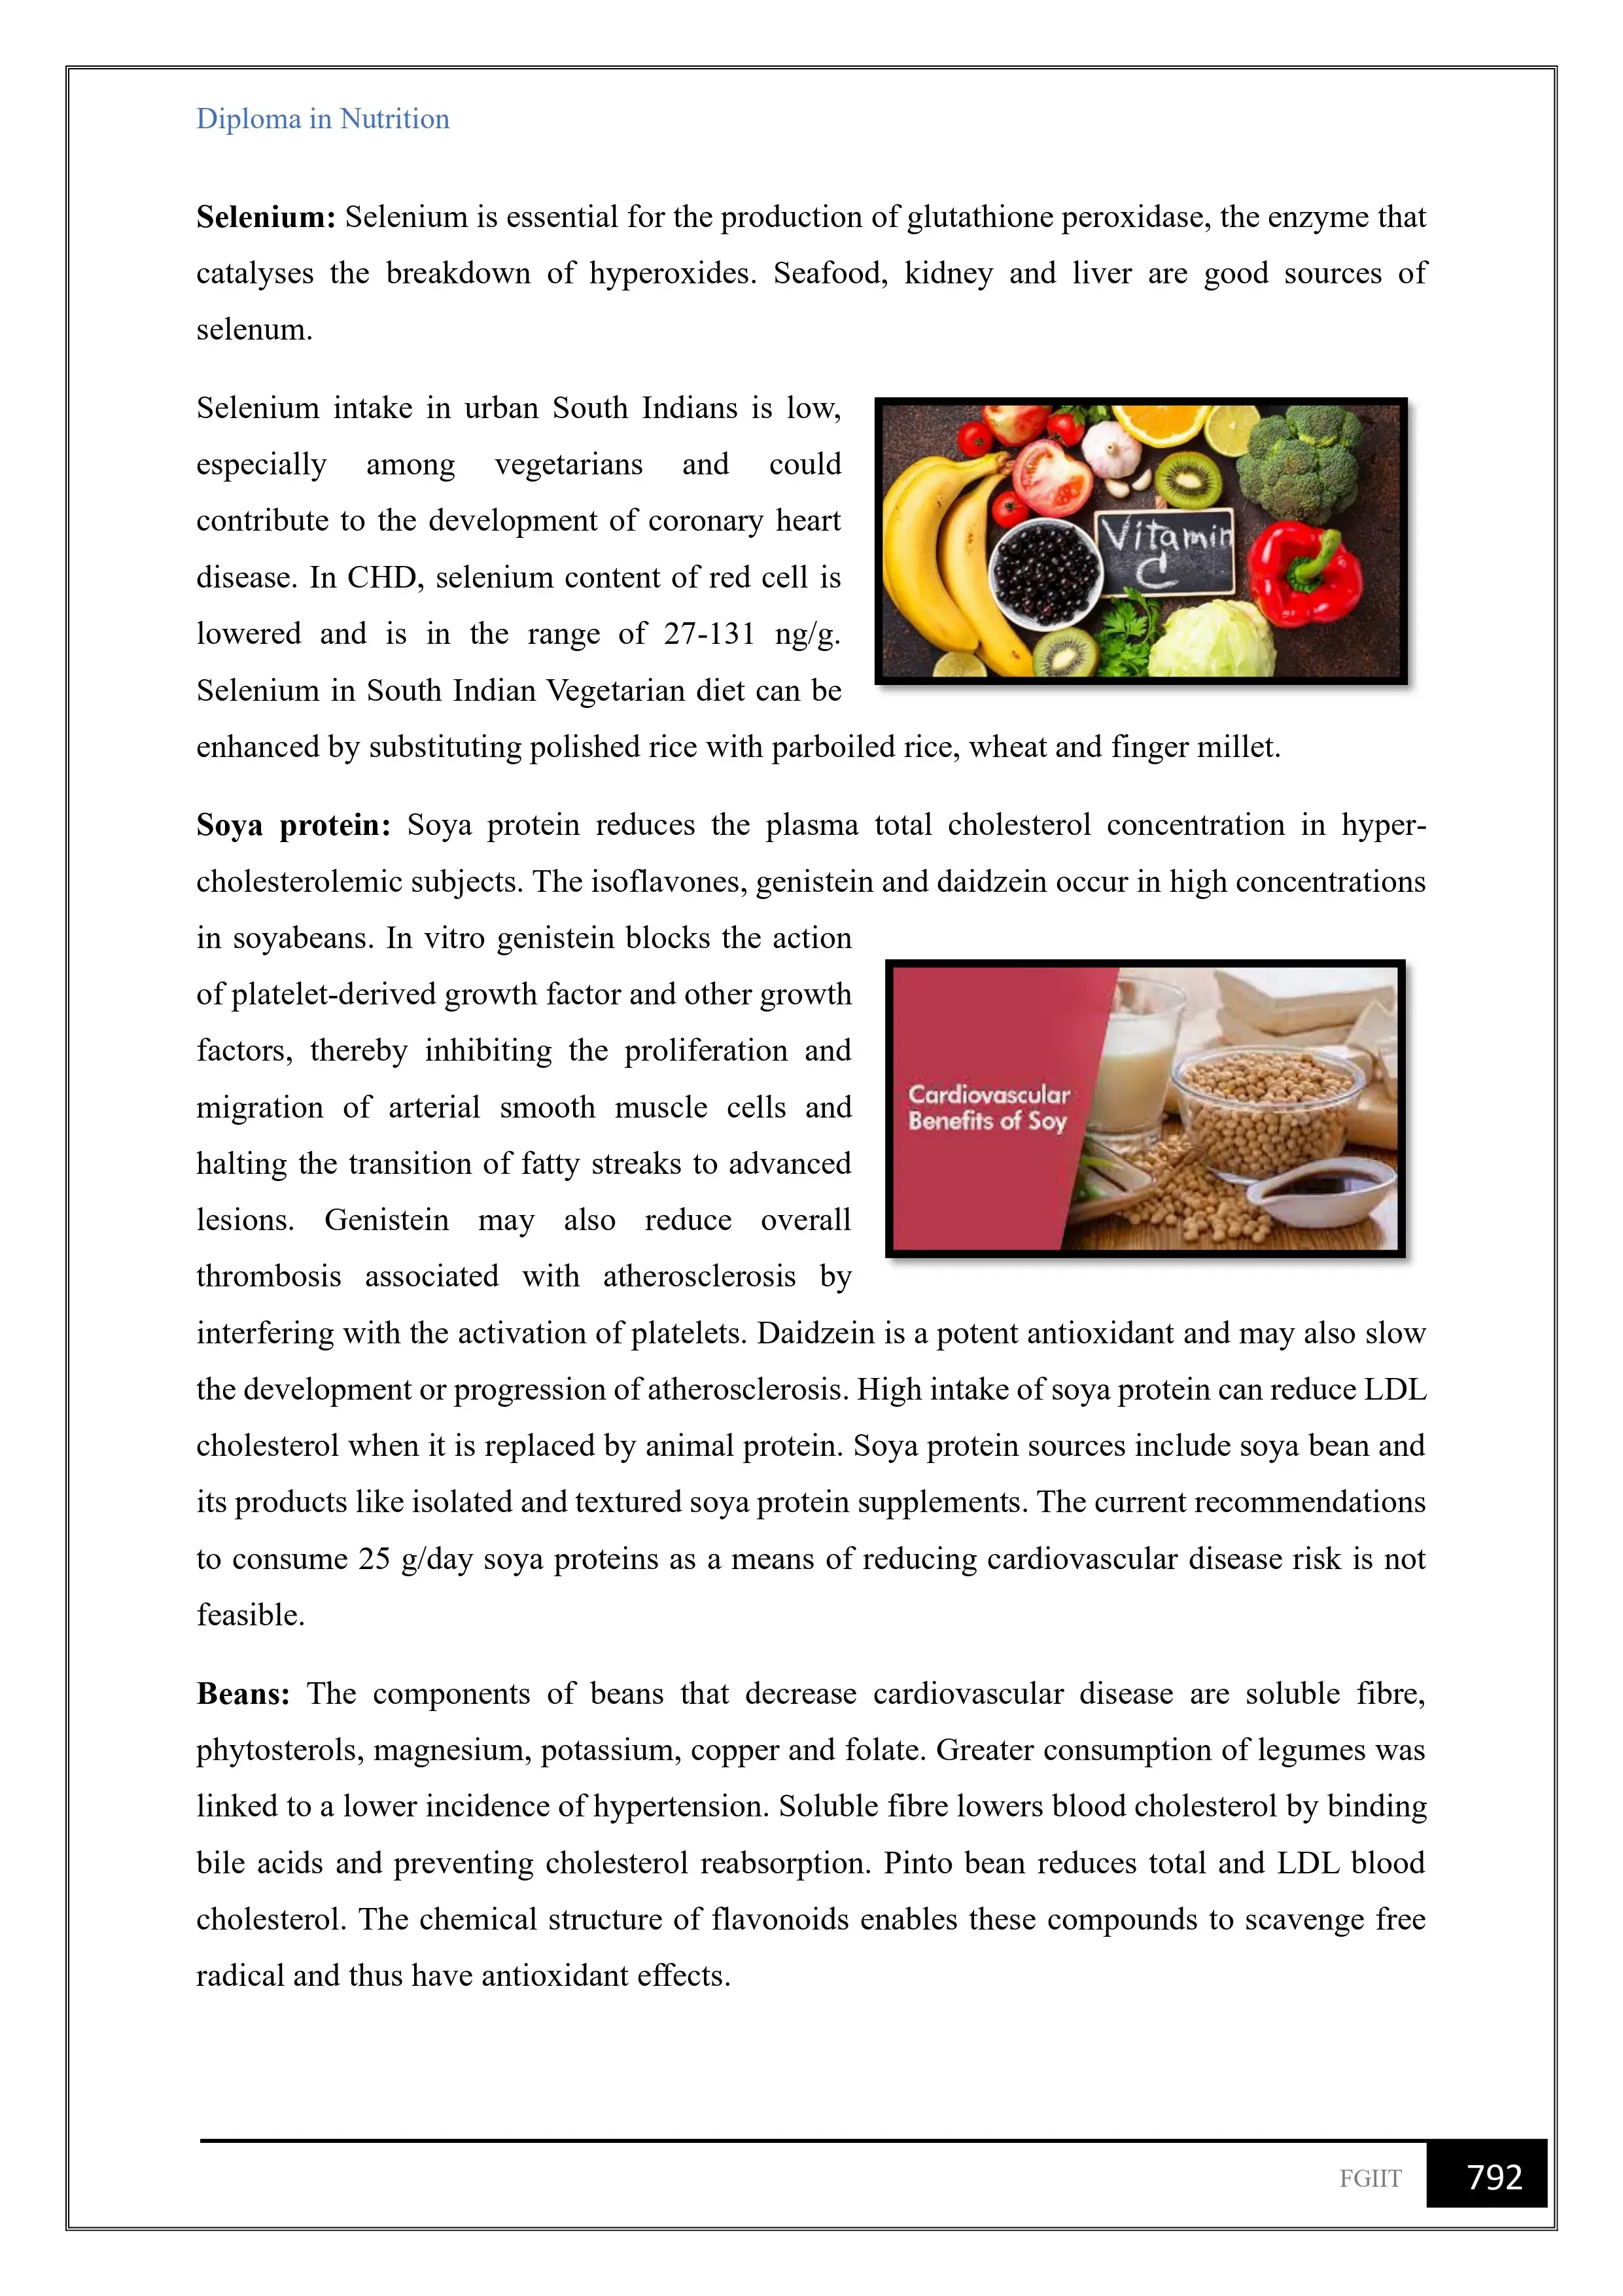 Diploma in Nutrition
Selenium: Selenium is essential for the production of glutathione peroxidase, the enzyme that
catalyses the breakdown of hyperoxides. Seafood, kidney and liver are good sources of
selenum.
Selenium intake in urban South Indians is low,
especially among vegetarians and could
contribute to the development of coronary heart
disease. In CHD, selenium content of red cell is
lowered and is in the range of 27-131 ng/g.
Selenium in South Indian Vegetarian diet can be
enhanced by substituting polished rice with parboiled rice, wheat and finger millet.
Vitamin
C
Soya protein: Soya protein reduces the plasma total cholesterol concentration in hyper-
cholesterolemic subjects. The isoflavones, genistein and daidzein occur in high concentrations
in soyabeans. In vitro genistein blocks the action
of platelet-derived growth factor and other growth
factors, thereby inhibiting the proliferation and
migration of arterial smooth muscle cells and
halting the transition of fatty streaks to advanced
lesions. Genistein may also reduce overall
thrombosis associated with atherosclerosis by
Cardiovascular
Benefits of Soy
interfering with the activation of platelets. Daidzein is a potent antioxidant and may also slow
the development or progression of atherosclerosis. High intake of soya protein can reduce LDL
cholesterol when it is replaced by animal protein. Soya protein sources include soya bean and
its products like isolated and textured soya protein supplements. The current recommendations
to consume 25 g/day soya proteins as a means of reducing cardiovascular disease risk is not
feasible.
Beans: The components of beans that decrease cardiovascular disease are soluble fibre,
phytosterols, magnesium, potassium, copper and folate. Greater consumption of legumes was
linked to a lower incidence of hypertension. Soluble fibre lowers blood cholesterol by binding
bile acids and preventing cholesterol reabsorption. Pinto bean reduces total and LDL blood
cholesterol. The chemical structure of flavonoids enables these compounds to scavenge free
radical and thus have antioxidant effects.
FGIIT 792